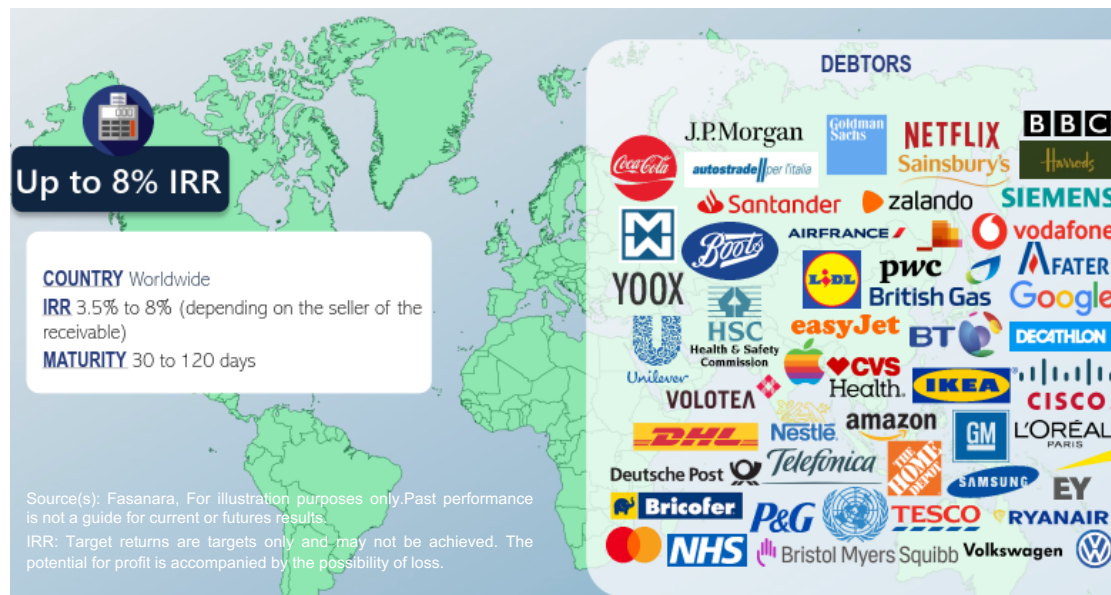 DEBTORS
Up to 8% IRR
COUNTRY Worldwide
IRR 3.5% to 8% (depending on the seller of the
receivable)
MATURITY 30 to 120 days
Source(s): Fasanara, For illustration purposes only.Past performance
is not a guide for current or futures results.
IRR: Target returns are targets only and may not be achieved. The
potential for profit is accompanied by the possibility of loss.
J.P.Morgan
Goldman
Sachs
NETFLIX
BBC
Coca-Cola
autostrade//per l'italia
Sainsbury's
Harrods
Santander
zalando
SIEMENS
Boots
AIRFRANCE
vodafone
YOOX
LIDL
pwc
FATER
British Gas
Google
Unilever
HSC
Health & Safety
Commission
easyJet
BT
DECATHLON
VOLOTEA
CVS
Health.
IKEA
CISCO
DHL
Nestlé
amazon
GM
L'ORÉAL
PARIS
Deutsche Post
Telefónica
THE
HOME
DEPOT
SAMSUNG
EY
Bricofer
P&G
TESCO
RYANAIR
NHS
Bristol Myers Squibb
Volkswagen